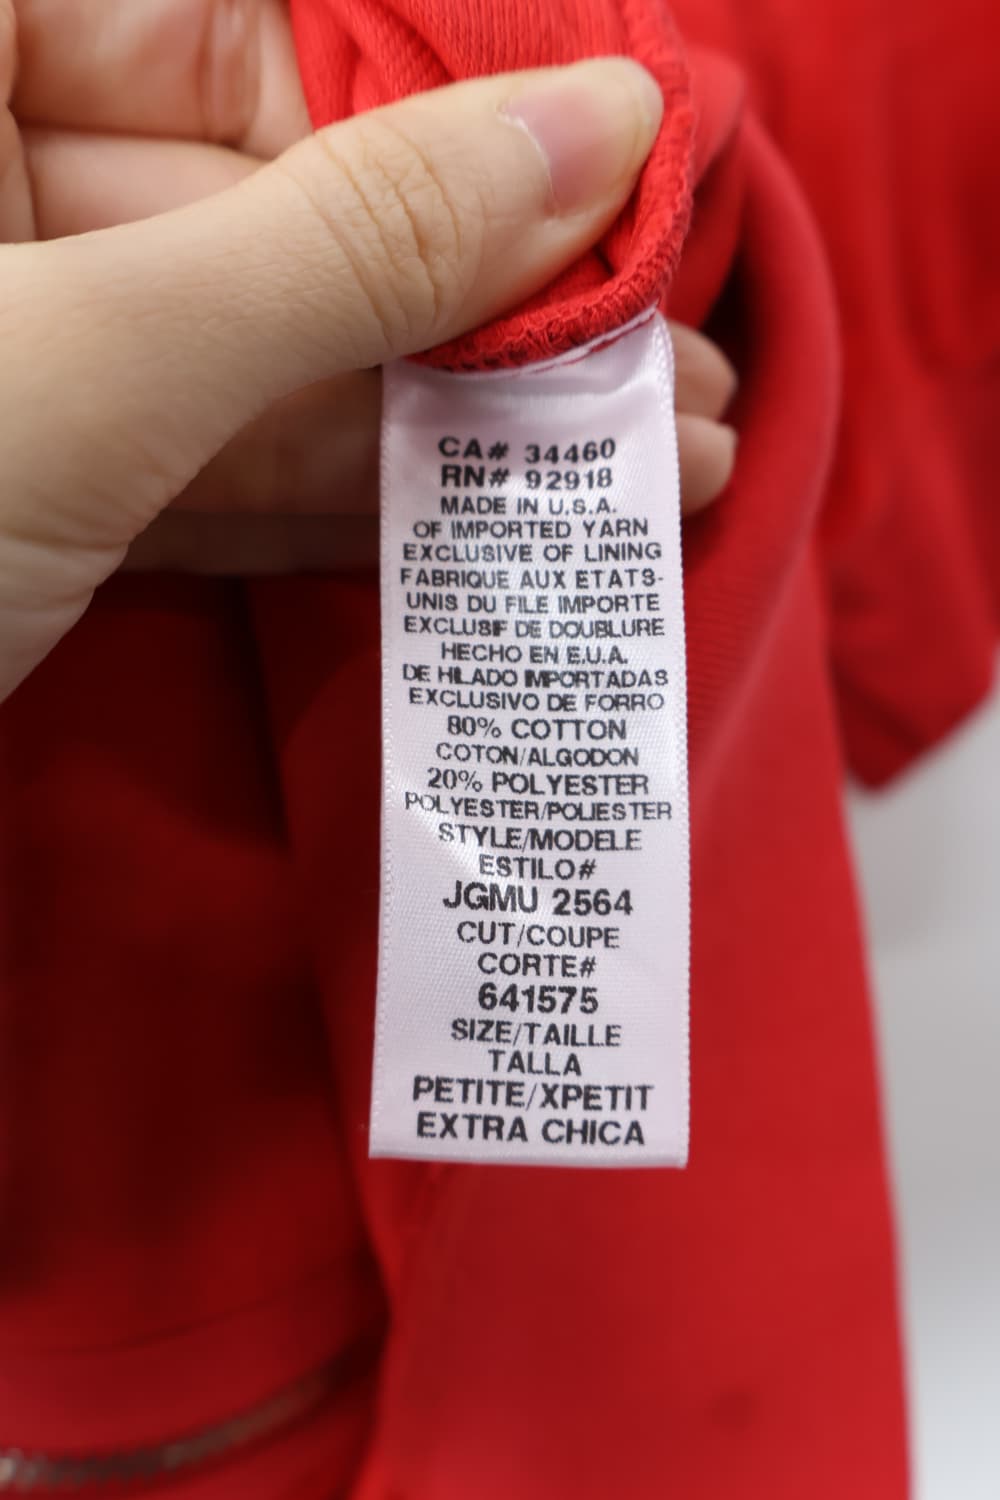 CA# 34460
RN# 92918
MADE IN U.S.A.
OF IMPORTED YARN
EXCLUSIVE OF LINING
FABRIQUE AUX ETATS-
UNIS DU FILE IMPORTE
EXCLUSIF DE DOUBLURE
HECHO EN E.U.A.
DE HILADO IMPORTADAS
EXCLUSIVO DE FORRO
80% COTTON
COTON/ALGODON
20% POLYESTER
POLYESTER/POLIESTER
STYLE/MODELE
ESTILO#
JGMU 2564
CUT/COUPE
CORTE#
641575
SIZE/TAILLE
TALLA
PETITE/XPETIT
EXTRA CHICA